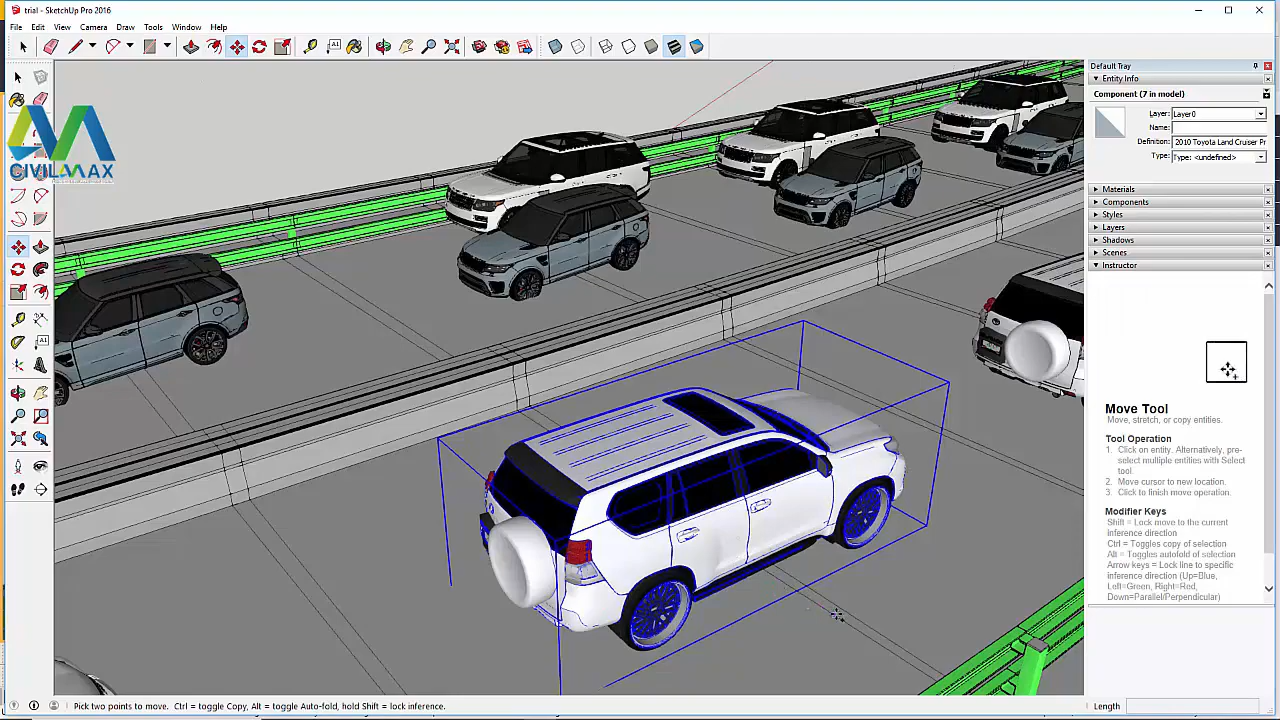 trial - SketchUp Pro 2016
File Edit View Camera Draw Tools Window Help
CIVILMAX
Default Tray
Entity Info
Component (7 in model)
Layer: Layer0
Name:
Definition: 2010 Toyota Land Cruiser Pr
Type: Type: <undefined>
Materials
Components
Styles
Layers
Shadows
Scenes
Instructor
Move Tool
Move, stretch, or copy entities.
Tool Operation
1. Click on entity. Alternatively, pre-
select multiple entities with Select
tool.
2. Move cursor to new location.
3. Click to finish move operation.
Modifier Keys
Shift = Lock move to the current
inference direction
Ctrl = Toggles copy of selection
Alt = Toggles autofold of selection
Arrow keys = Lock line to specific
inference direction (Up=Blue,
Left=Green, Right=Red,
Down=Parallel/Perpendicular)
Pick two points to move. Ctrl = toggle Copy, Alt = toggle Auto-fold, hold Shift = lock inference.
Length